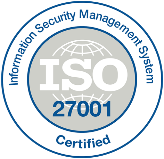 Information Security Management System
ISO
27001
Certified